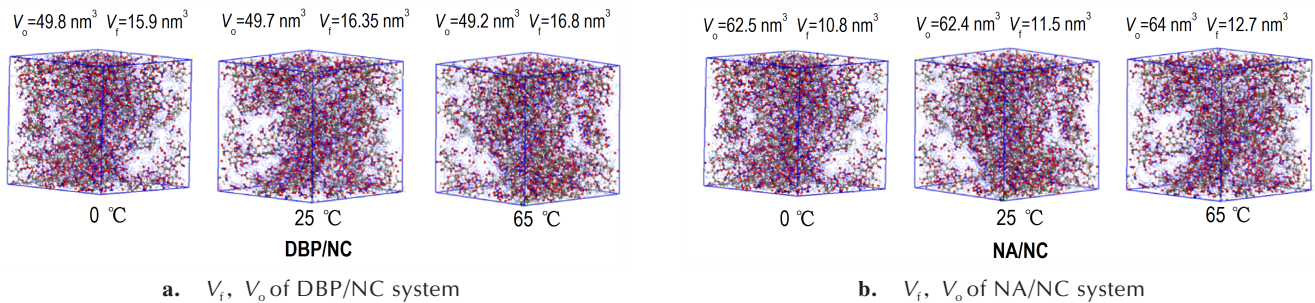 Vo=49.8 nm³ Vf=15.9 nm³ Vo=49.7 nm³ Vf=16.35 nm³ Vo=49.2 nm³ Vf=16.8 nm³
0 ℃ 25 ℃ 65 ℃
DBP/NC
a. Vf, Vo of DBP/NC system
Vo=62.5 nm³ Vf=10.8 nm³ Vo=62.4 nm³ Vf=11.5 nm³ Vo=64 nm³ Vf=12.7 nm³
0 ℃ 25 ℃ 65 ℃
NA/NC
b. Vf, Vo of NA/NC system